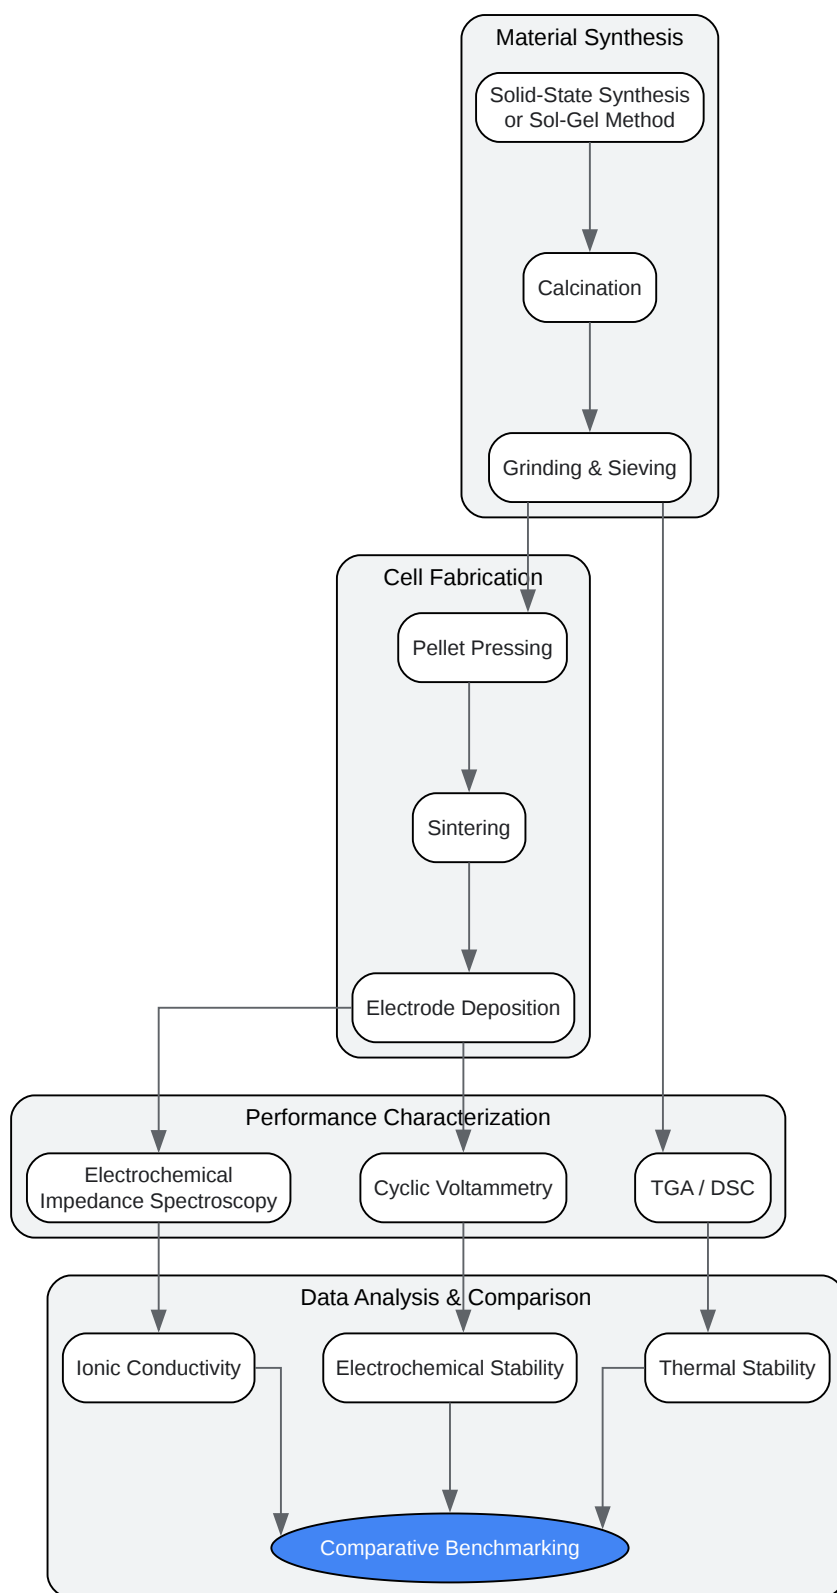 Material Synthesis
Solid-State Synthesis
or Sol-Gel Method
Calcination
Grinding & Sieving
Cell Fabrication
Pellet Pressing
Sintering
Electrode Deposition
Performance Characterization
Electrochemical
Impedance Spectroscopy
Cyclic Voltammetry
TGA / DSC
Data Analysis & Comparison
Ionic Conductivity
Electrochemical Stability
Thermal Stability
Comparative Benchmarking